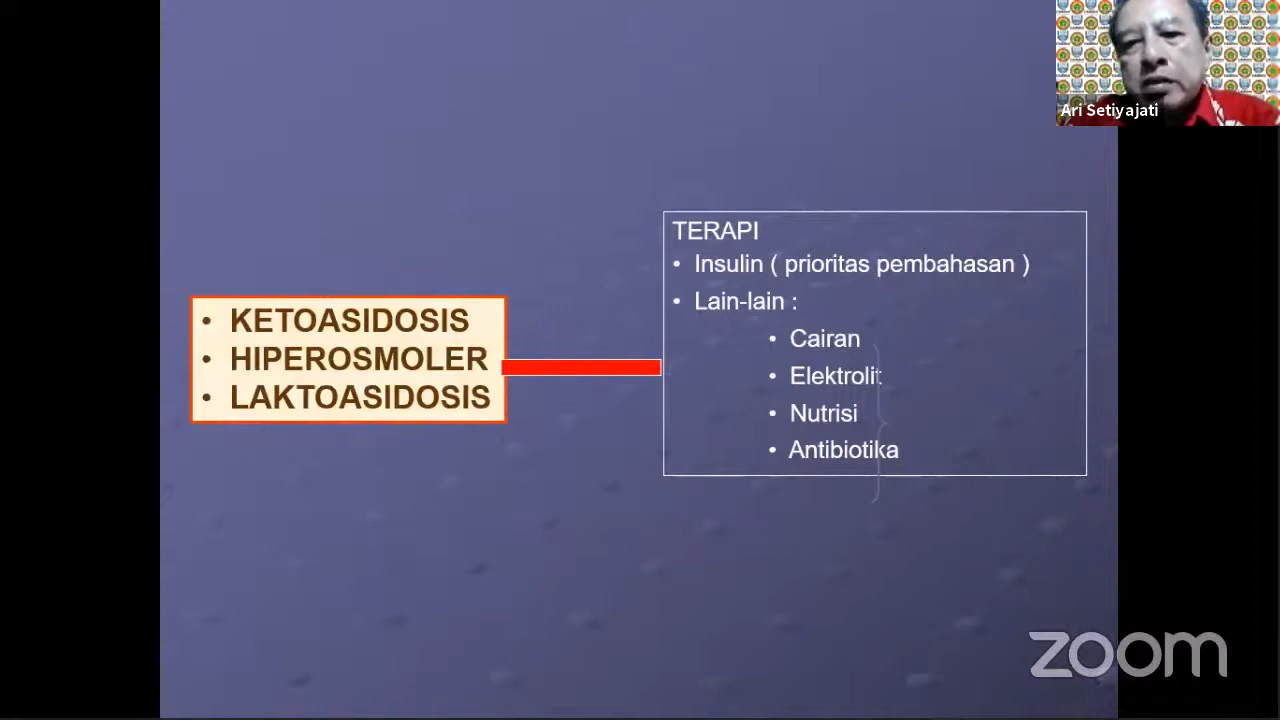 Ari Setiyajati
TERAPI
• Insulin ( prioritas pembahasan )
• Lain-lain :
• Cairan
• Elektrolit
• Nutrisi
• Antibiotika
• KETOASIDOSIS
• HIPEROSMOLER
• LAKTOASIDOSIS
zoom